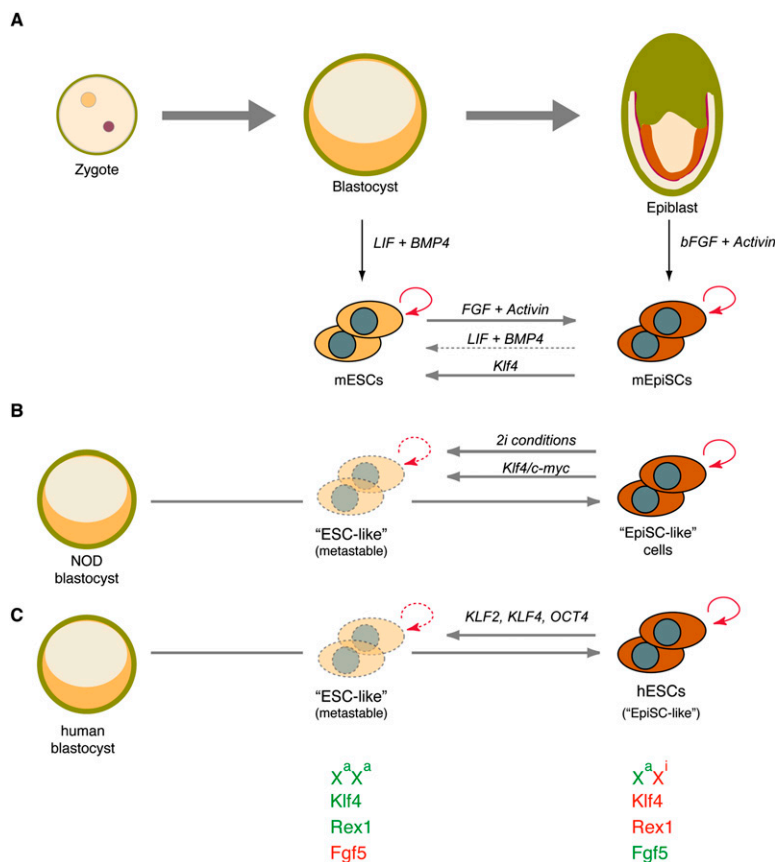 A
Zygote
Blastocyst
Epiblast
LIF + BMP4
bFGF + Activin
FGF + Activin
LIF + BMP4
Klf4
mESCs
mEpiSCs
B
2i conditions
Klf4/c-myc
NOD
blastocyst
"ESC-like"
(metastable)
"EpiSC-like"
cells
C
KLF2, KLF4, OCT4
human
blastocyst
"ESC-like"
(metastable)
hESCs
("EpiSC-like")
XaXa
Klf4
Rex1
Fgf5
XaXi
Klf4
Rex1
Fgf5